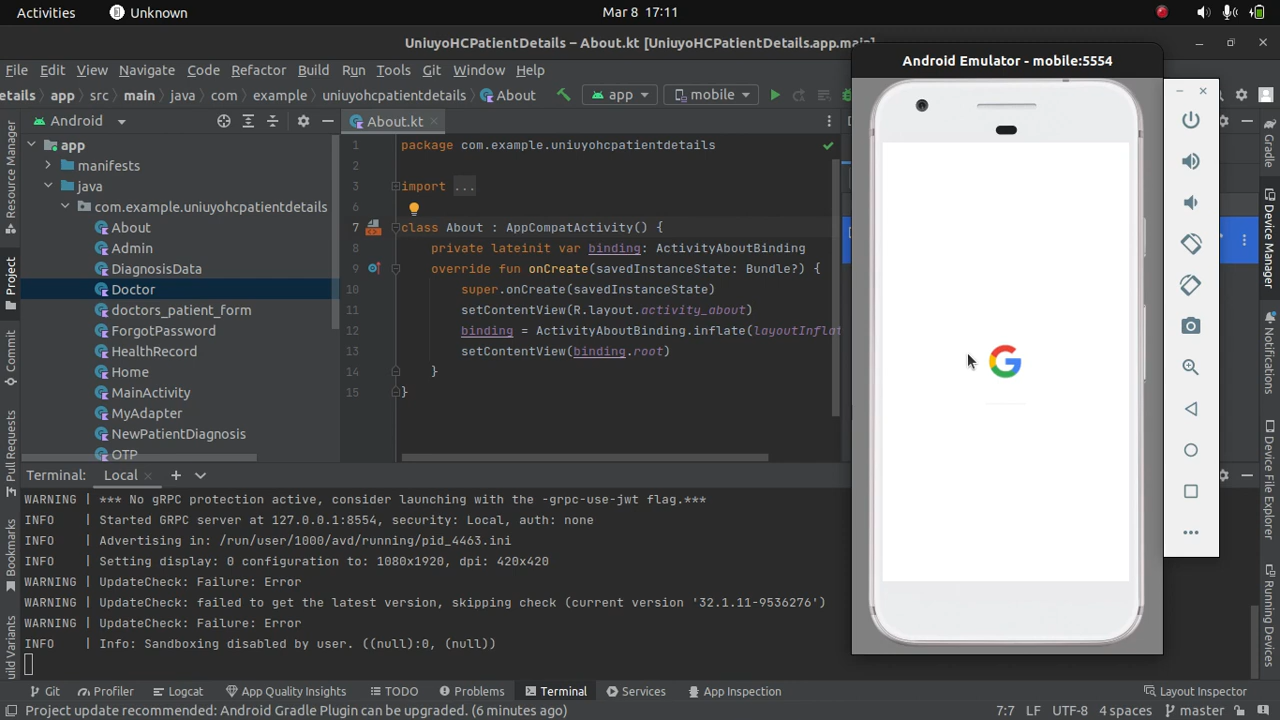 Activities
Unknown
Mar 8 17:11
UniuyoHCPatientDetails – About.kt [UniuyoHCPatientDetails.app.main]
File Edit View Navigate Code Refactor Build Run Tools Git Window Help
etails app src main java com example uniuyohcpatientdetails About
app
mobile
Android
About.kt
app
manifests
java
com.example.uniuyohcpatientdetails
About
Admin
DiagnosisData
Doctor
doctors_patient_form
ForgotPassword
HealthRecord
Home
MainActivity
MyAdapter
NewPatientDiagnosis
OTP
1 package com.example.uniuyohcpatientdetails
2
3 import ...
6
7 class About : AppCompatActivity() {
8 private lateinit var binding: ActivityAboutBinding
9 override fun onCreate(savedInstanceState: Bundle?) {
10 super.onCreate(savedInstanceState)
11 setContentView(R.layout.activity_about)
12 binding = ActivityAboutBinding.inflate(layoutInflat
13 setContentView(binding.root)
14 }
15 }
Android Emulator - mobile:5554
G
Resource Manager
Project
Commit
Pull Requests
Bookmarks
uild Variants
Gradle
Device Manager
Notifications
Device File Explorer
Running Devices
Terminal: Local
WARNING | *** No gRPC protection active, consider launching with the -grpc-use-jwt flag.***
INFO | Started GRPC server at 127.0.0.1:8554, security: Local, auth: none
INFO | Advertising in: /run/user/1000/avd/running/pid_4463.ini
INFO | Setting display: 0 configuration to: 1080x1920, dpi: 420x420
WARNING | UpdateCheck: Failure: Error
WARNING | UpdateCheck: failed to get the latest version, skipping check (current version '32.1.11-9536276')
WARNING | UpdateCheck: Failure: Error
INFO | Info: Sandboxing disabled by user. ((null):0, (null))
Git Profiler Logcat App Quality Insights TODO Problems Terminal Services App Inspection Layout Inspector
Project update recommended: Android Gradle Plugin can be upgraded. (6 minutes ago)
7:7 LF UTF-8 4 spaces master